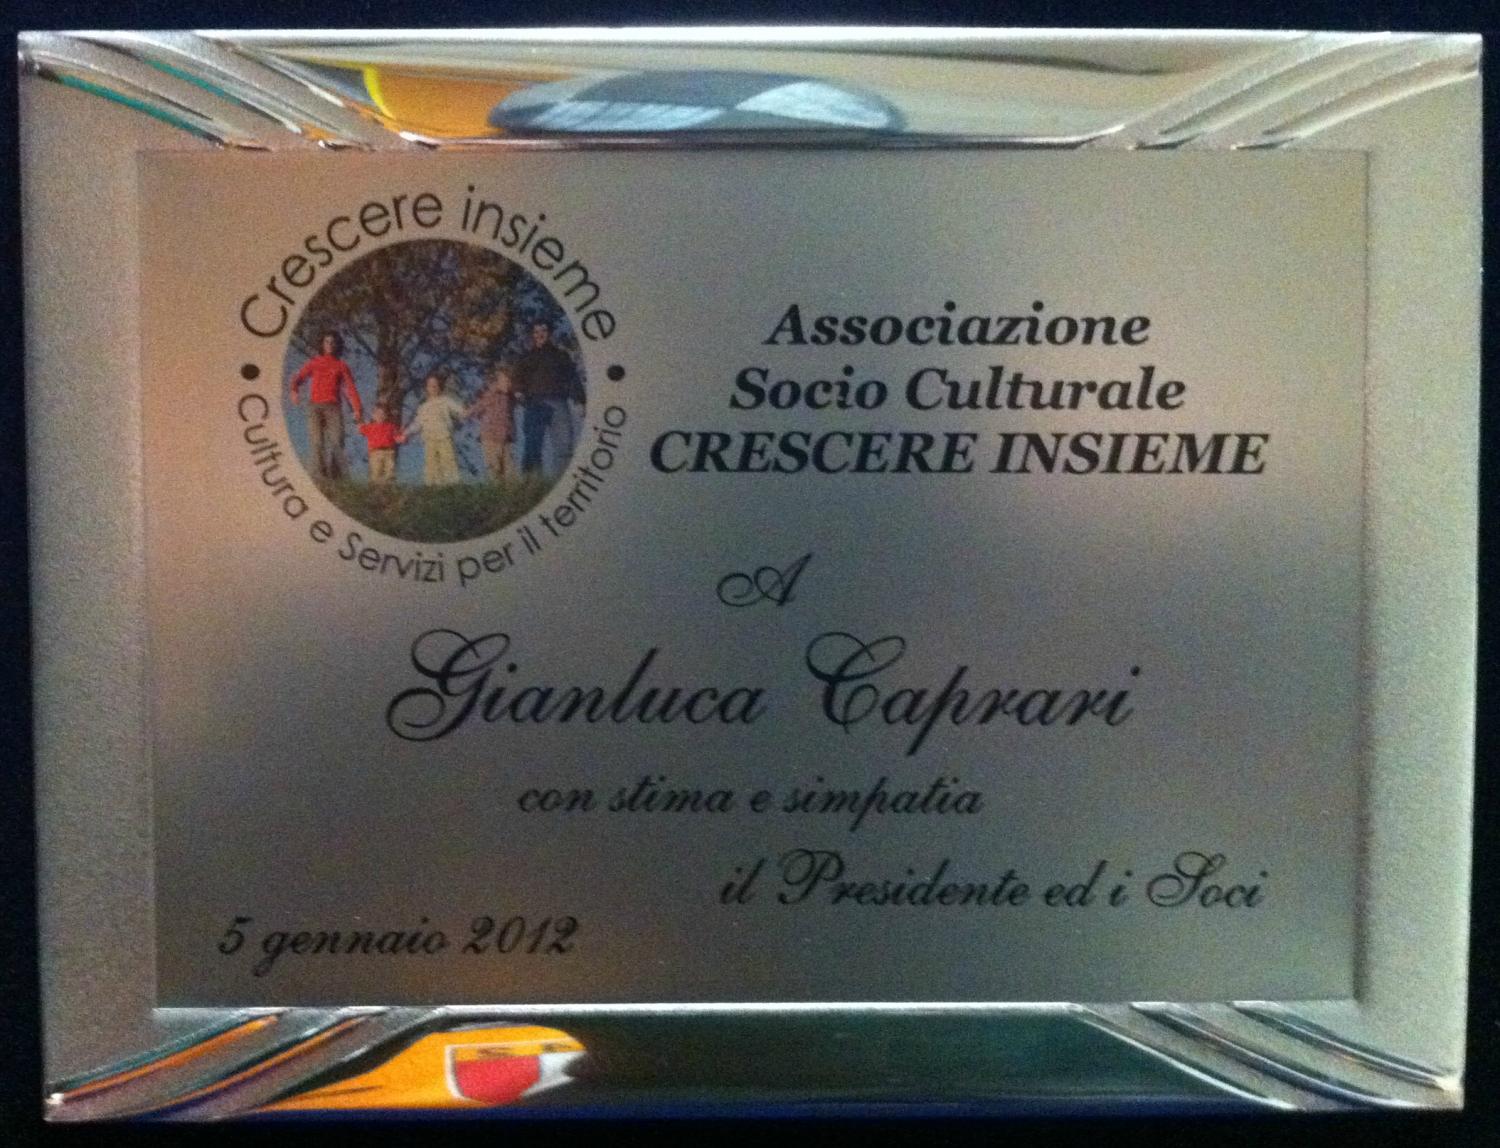 Crescere insieme
• Cultura e Servizi per il territorio •
Associazione
Socio Culturale
CRESCERE INSIEME
A
Gianluca Caprari
con stima e simpatia
il Presidente ed i Soci
5 gennaio 2012